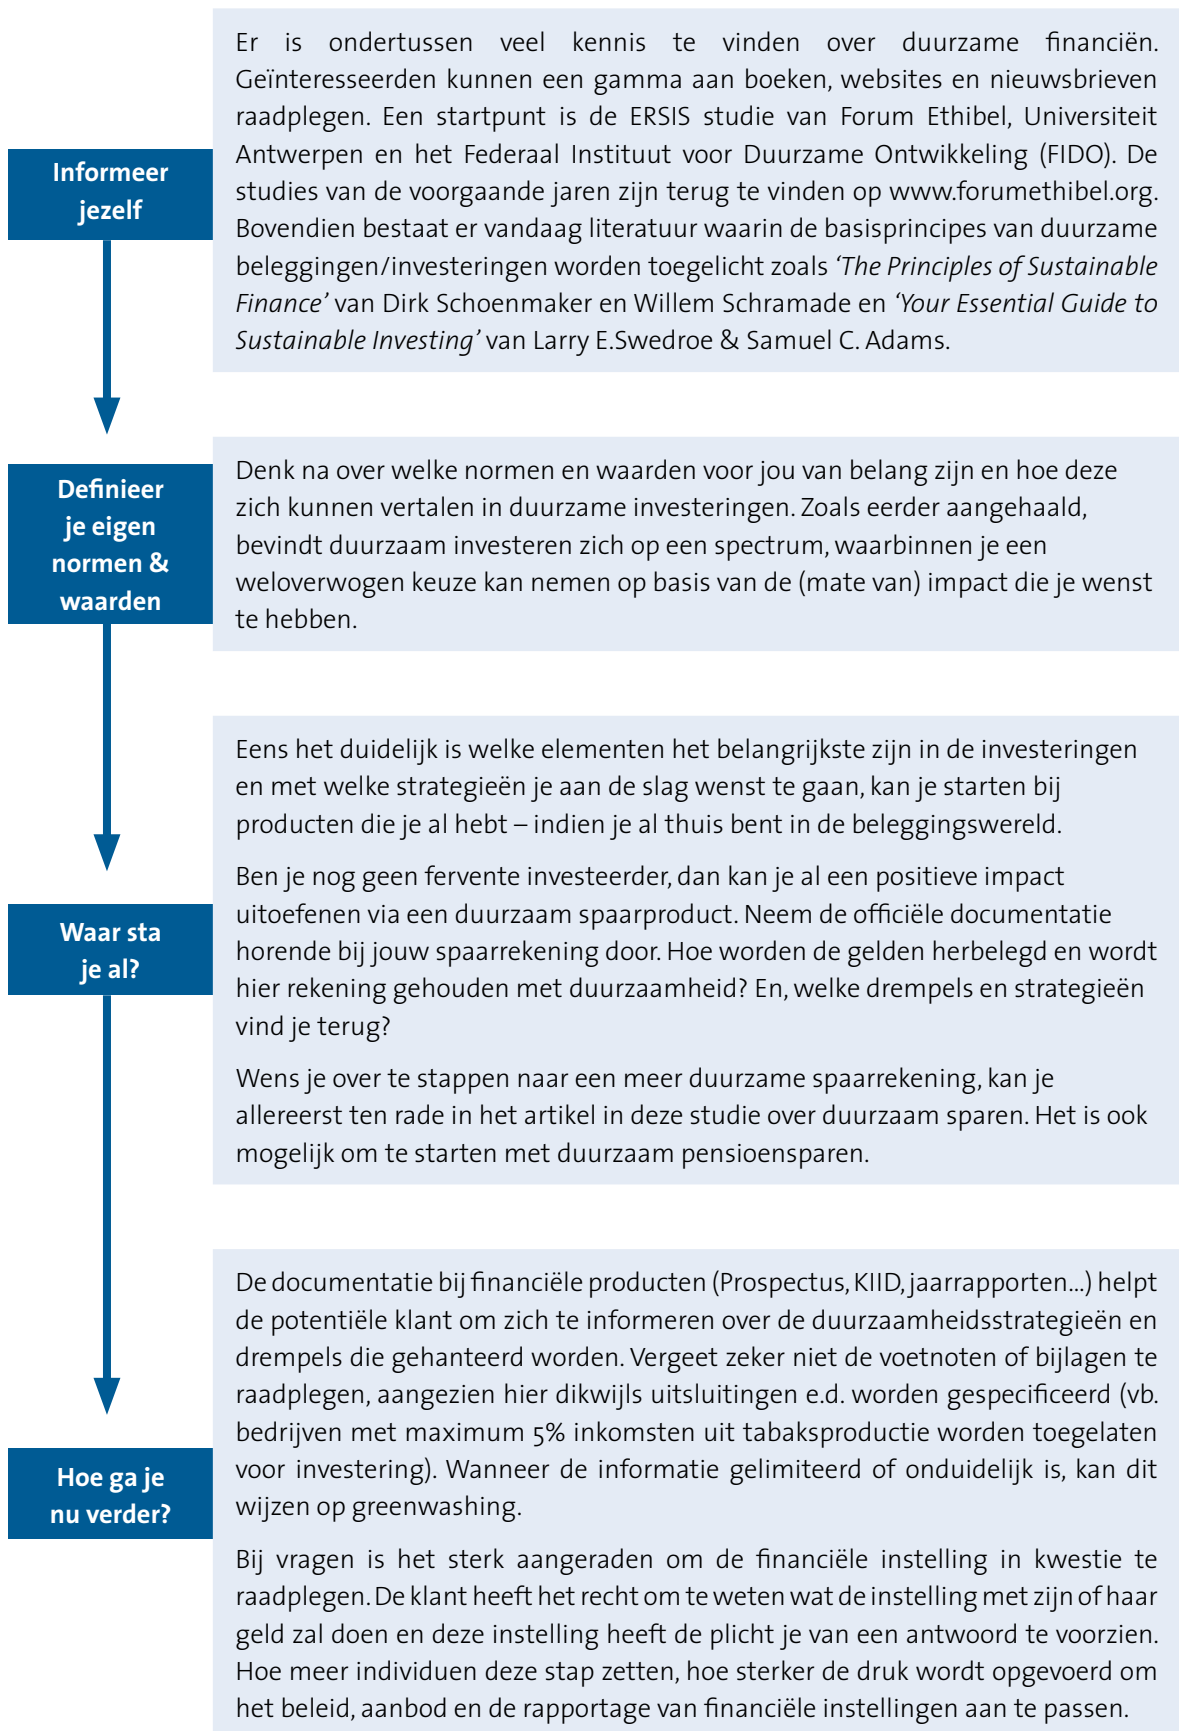 Er is ondertussen veel kennis te vinden over duurzame financiën.
Geïnteresseerden kunnen een gamma aan boeken, websites en nieuwsbrieven
raadplegen. Een startpunt is de ERSIS studie van Forum Ethibel, Universiteit
Antwerpen en het Federaal Instituut voor Duurzame Ontwikkeling (FIDO). De
studies van de voorgaande jaren zijn terug te vinden op www.forumethibel.org.
Bovendien bestaat er vandaag literatuur waarin de basisprincipes van duurzame
beleggingen/investeringen worden toegelicht zoals ‘The Principles of Sustainable
Finance’ van Dirk Schoenmaker en Willem Schramade en ‘Your Essential Guide to
Sustainable Investing’ van Larry E.Swedroe & Samuel C. Adams.
Informeer
jezelf
Denk na over welke normen en waarden voor jou van belang zijn en hoe deze
zich kunnen vertalen in duurzame investeringen. Zoals eerder aangehaald,
bevindt duurzaam investeren zich op een spectrum, waarbinnen je een
weloverwogen keuze kan nemen op basis van de (mate van) impact die je wenst
te hebben.
Definieer
je eigen
normen &
waarden
Eens het duidelijk is welke elementen het belangrijkste zijn in de investeringen
en met welke strategieën je aan de slag wenst te gaan, kan je starten bij
producten die je al hebt – indien je al thuis bent in de beleggingswereld.
Ben je nog geen fervente investeerder, dan kan je al een positieve impact
uitoefenen via een duurzaam spaarproduct. Neem de officiële documentatie
horende bij jouw spaarrekening door. Hoe worden de gelden herbelegd en wordt
hier rekening gehouden met duurzaamheid? En, welke drempels en strategieën
vind je terug?
Wens je over te stappen naar een meer duurzame spaarrekening, kan je
allereerst ten rade in het artikel in deze studie over duurzaam sparen. Het is ook
mogelijk om te starten met duurzaam pensioensparen.
Waar sta
je al?
De documentatie bij financiële producten (Prospectus, KIID, jaarrapporten...) helpt
de potentiële klant om zich te informeren over de duurzaamheidsstrategieën en
drempels die gehanteerd worden. Vergeet zeker niet de voetnoten of bijlagen te
raadplegen, aangezien hier dikwijls uitsluitingen e.d. worden gespecificeerd (vb.
bedrijven met maximum 5% inkomsten uit tabaksproductie worden toegelaten
voor investering). Wanneer de informatie gelimiteerd of onduidelijk is, kan dit
wijzen op greenwashing.
Bij vragen is het sterk aangeraden om de financiële instelling in kwestie te
raadplegen. De klant heeft het recht om te weten wat de instelling met zijn of haar
geld zal doen en deze instelling heeft de plicht je van een antwoord te voorzien.
Hoe meer individuen deze stap zetten, hoe sterker de druk wordt opgevoerd om
het beleid, aanbod en de rapportage van financiële instellingen aan te passen.
Hoe ga je
nu verder?